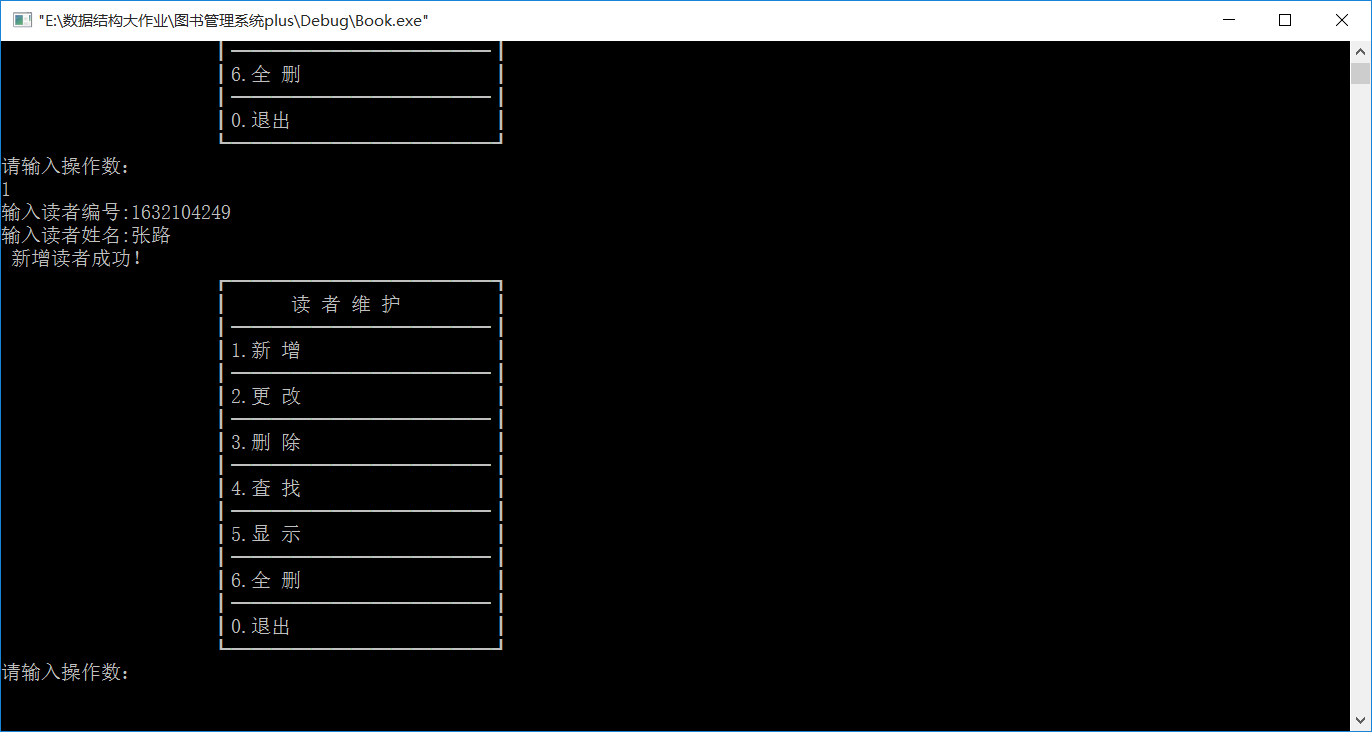 "E:\数据结构大作业\图书管理系统plus\Debug\Book.exe"
6.全 删
0.退出
请输入操作数：
1
输入读者编号:1632104249
输入读者姓名:张路
新增读者成功！
读 者 维 护
1.新 增
2.更 改
3.删 除
4.查 找
5.显 示
6.全 删
0.退出
请输入操作数：